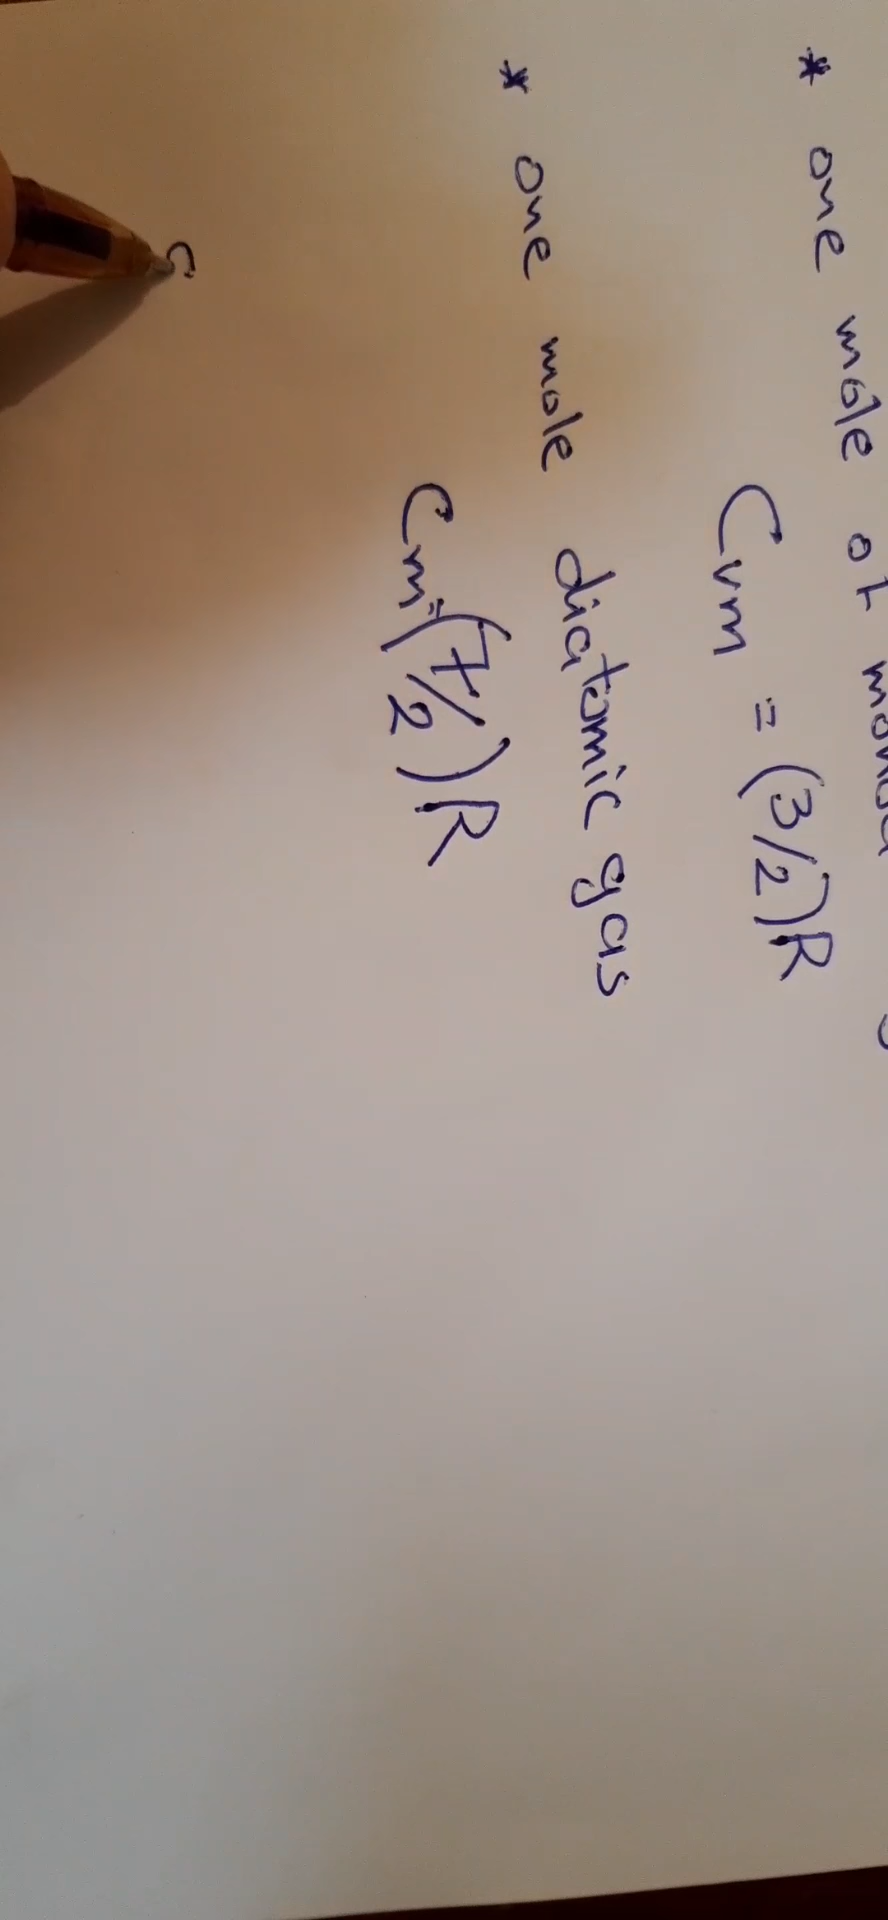 * one mole of
Cvm = (3/2)R
* one mole diatomic gas
Cm=(7/2)R
C